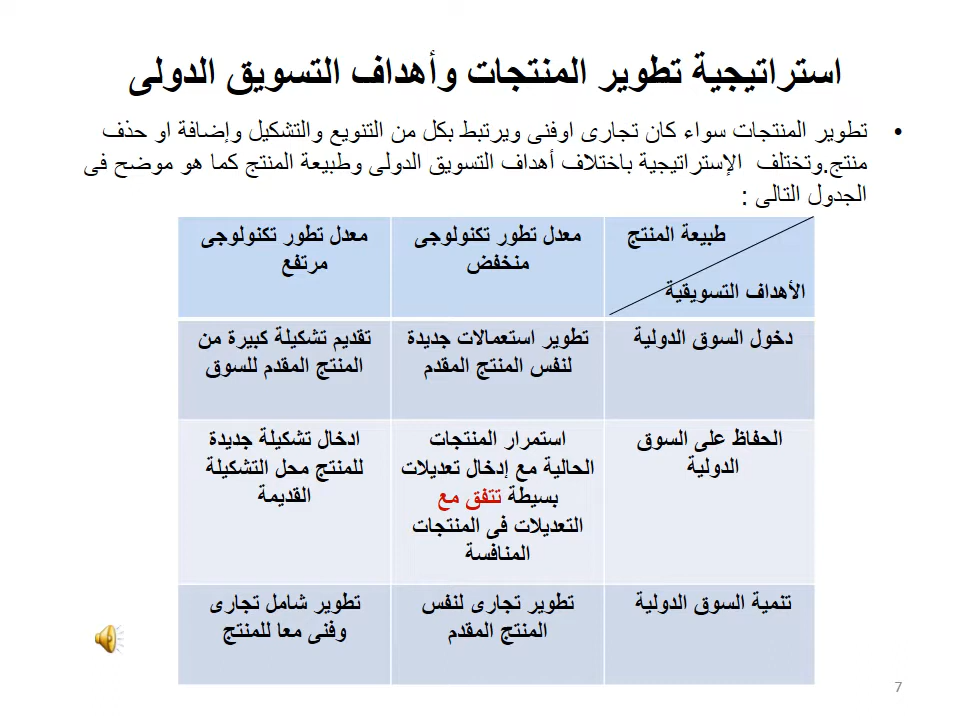 استراتيجية تطوير المنتجات وأهداف التسويق الدولى
• تطوير المنتجات سواء كان تجارى اوفنى ويرتبط بكل من التنويع والتشكيل وإضافة او حذف
منتج.وتختلف الإستراتيجية باختلاف أهداف التسويق الدولى وطبيعة المنتج كما هو موضح فى
الجدول التالى :
طبيعة المنتج
الأهداف التسويقية
معدل تطور تكنولوجى
منخفض
معدل تطور تكنولوجى
مرتفع
دخول السوق الدولية
تطوير استعمالات جديدة
لنفس المنتج المقدم
تقديم تشكيلة كبيرة من
المنتج المقدم للسوق
الحفاظ على السوق
الدولية
استمرار المنتجات
الحالية مع إدخال تعديلات
بسيطة تتفق مع
التعديلات فى المنتجات
المنافسة
ادخال تشكيلة جديدة
للمنتج محل التشكيلة
القديمة
تنمية السوق الدولية
تطوير تجارى لنفس
المنتج المقدم
تطوير شامل تجارى
وفنى معا للمنتج
7